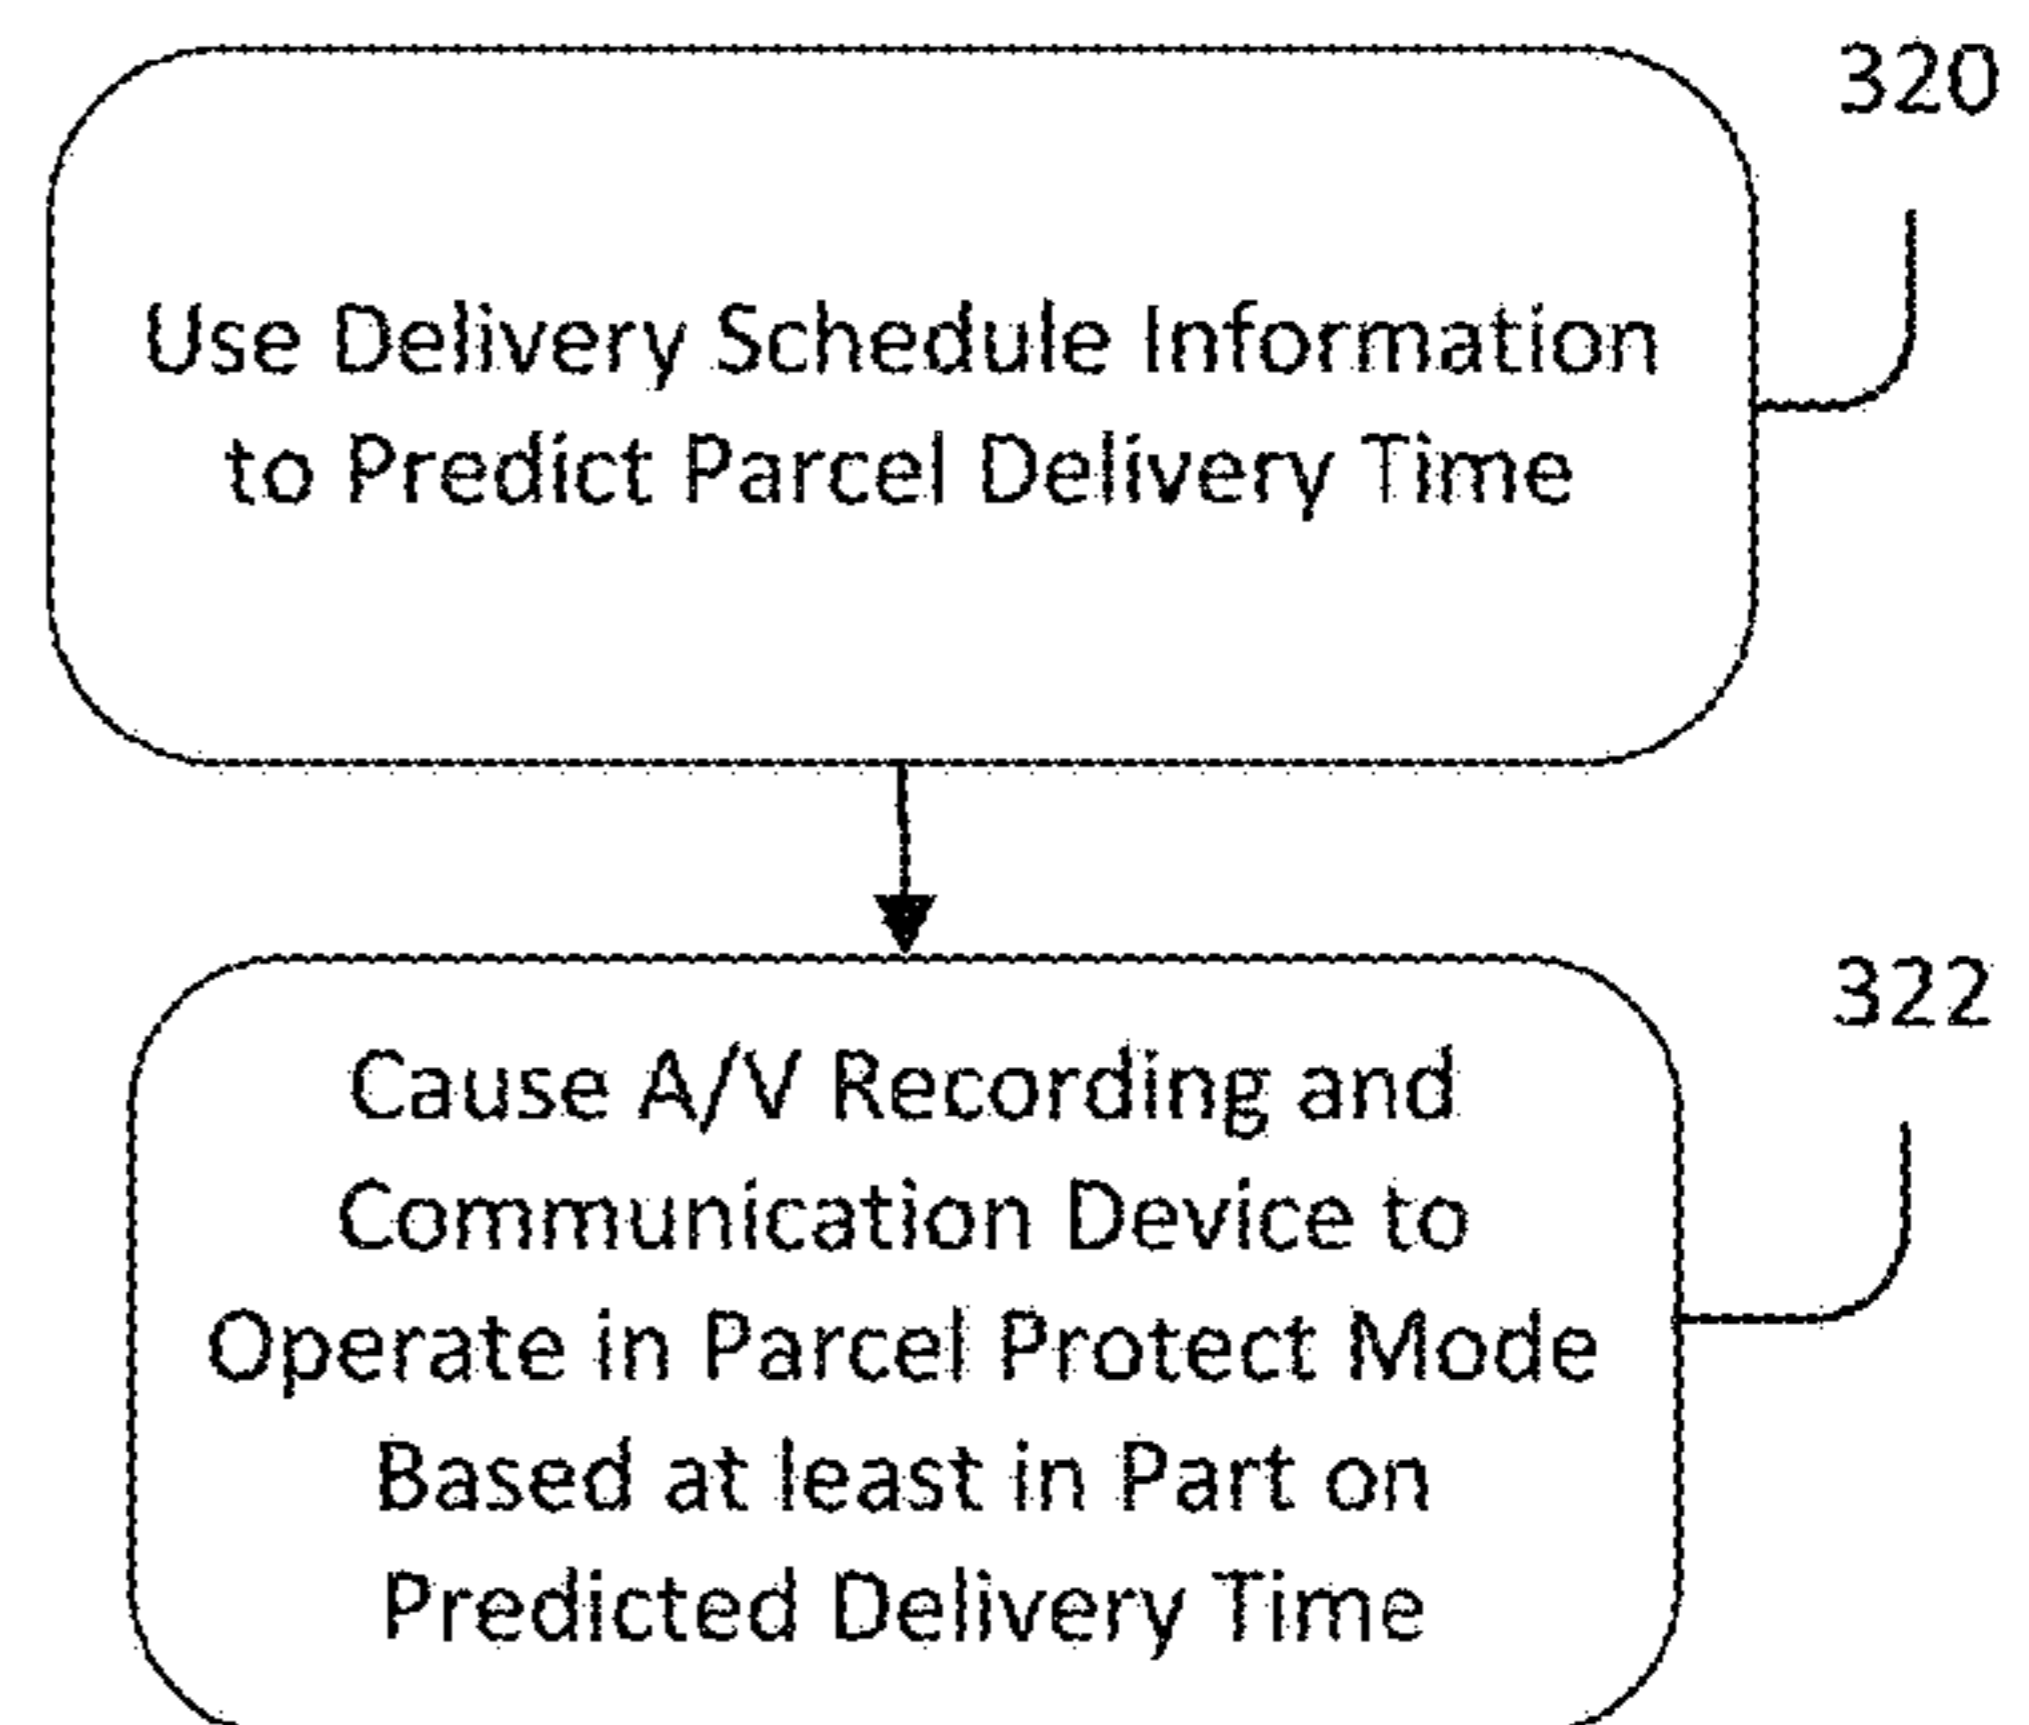 320
Use Delivery Schedule Information
to Predict Parcel Delivery Time
322
Cause A/V Recording and
Communication Device to
Operate in Parcel Protect Mode
Based at least in Part on
Predicted Delivery Time